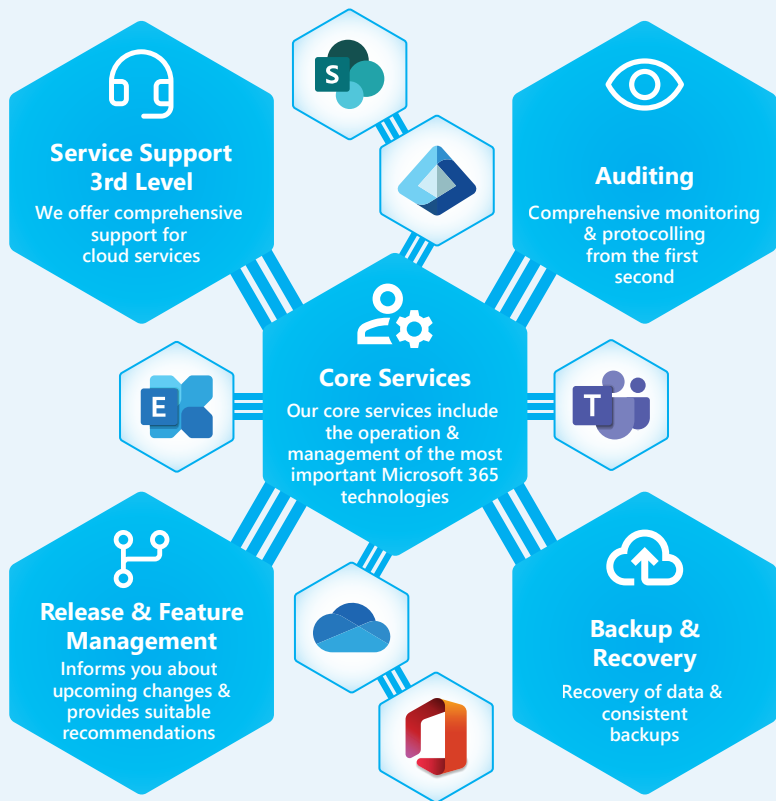 S
Service Support
3rd Level
We offer comprehensive
support for
cloud services
Auditing
Comprehensive monitoring
& protocolling
from the first
second
E
Core Services
Our core services include
the operation &
management of the most
important Microsoft 365
technologies
T
Release & Feature
Management
Informs you about
upcoming changes &
provides suitable
recommendations
Backup &
Recovery
Recovery of data &
consistent
backups